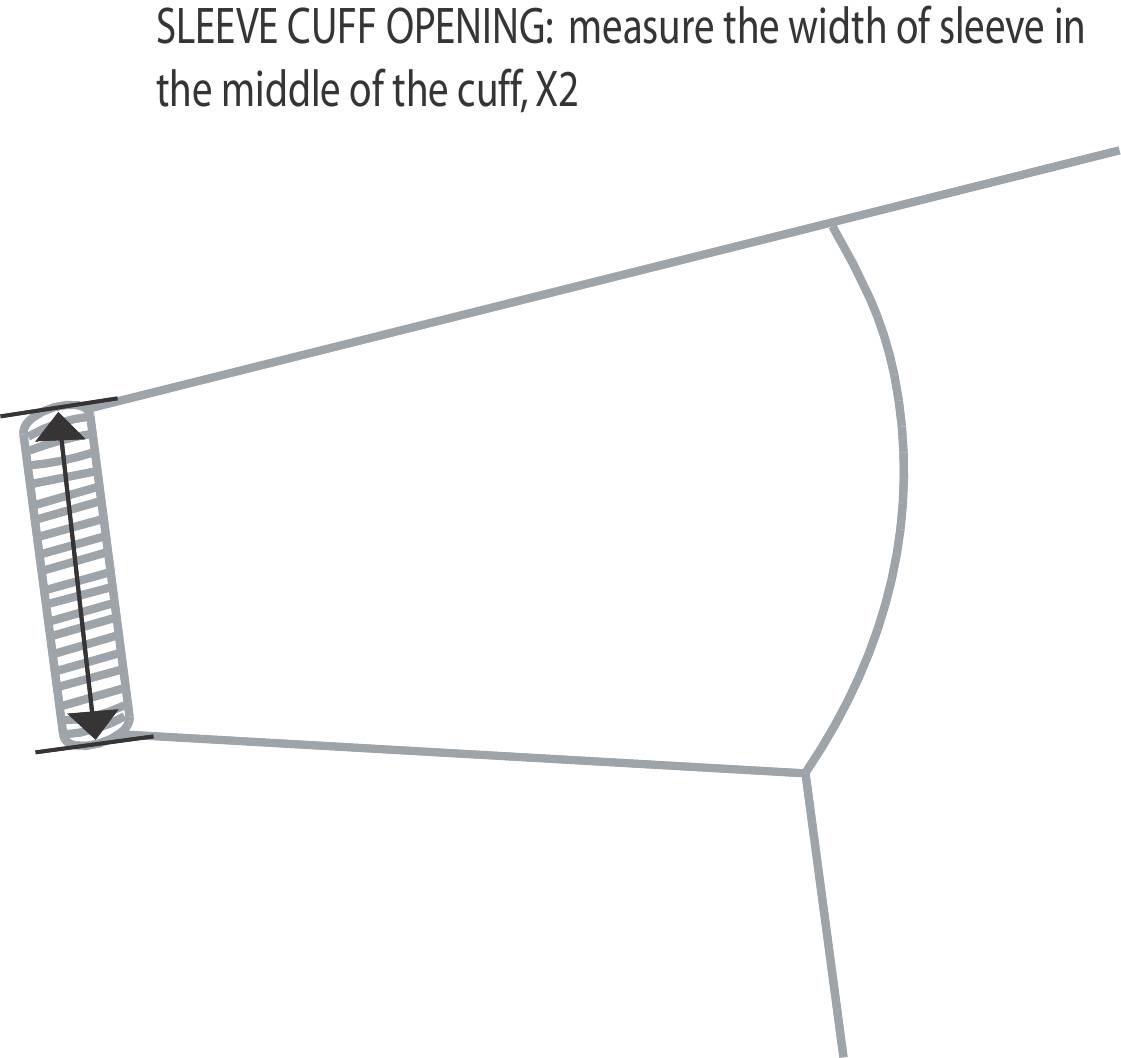 SLEEVE CUFF OPENING: measure the width of sleeve in
the middle of the cuff, X2